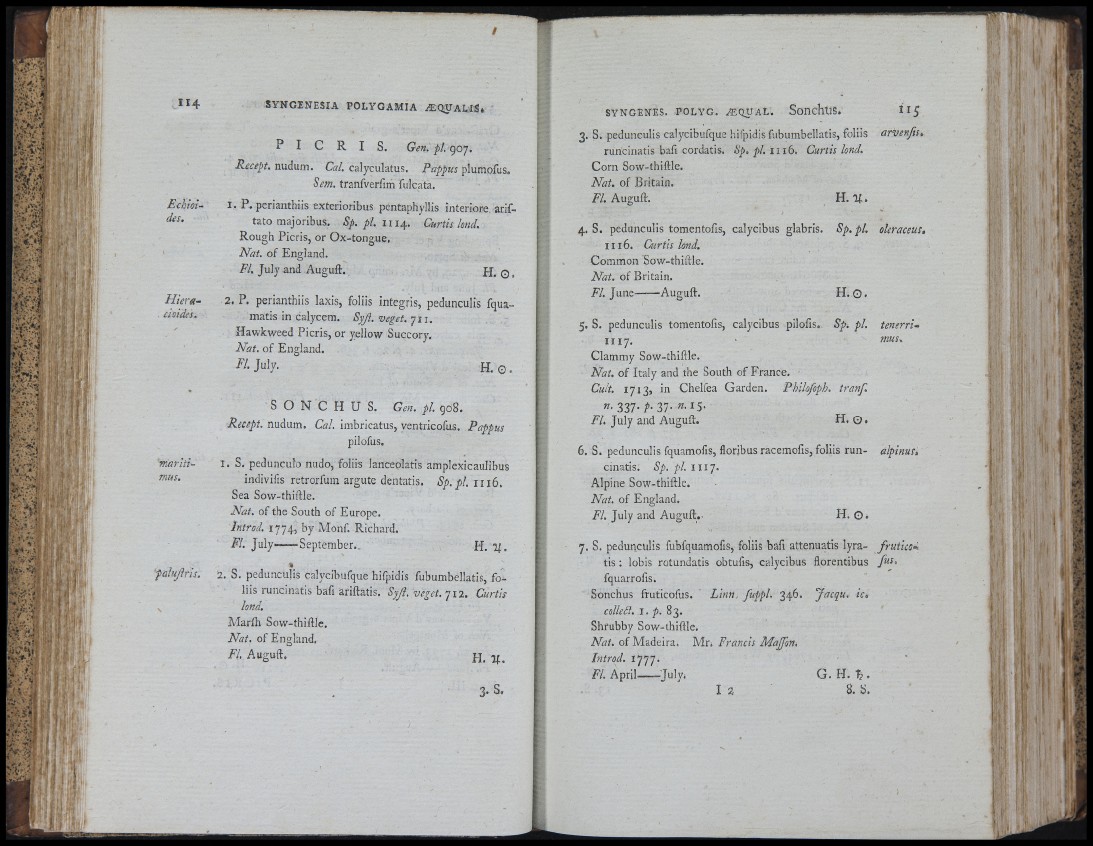 114 SYNGENESIA POLYGAMIA ÆQUALIS.
P I C R I S. Gen. pl. 907.
Recept. nudum. Cal. calyculatus. Pappus plumoſus.
Sem. tranſverſim ſulcata.
Echioi- 1. P. perianthiis exterioribus pentaphyllis interiore ariſ-
des. tato majoribus. Sp. pl. 1114. Curtis lond.
Rough Picris, or Ox-tongue.
Nat. of England.
Fl. July and Auguſt. H. ☉.
Hiera- 2. P. perianthiis laxis, foliis integris, pedunculis ſqua-
cioides. matis in calycem. Syſt. veget. 711.
Hawkweed Picris, or yellow Succory.
Nat. of England.
Fl. July. H. ☉.
S O N C H U S. Gen. pl. 908.
Recept. nudum. Cal. imbricatus, ventricoſus. Pappus
piloſus.
mariti- 1. S. pedunculo nudo, foliis lanceolatis amplexicaulibus
mus. indiviſis retrorſum argute dentatis. Sp. pl. 1116.
Sea Sow-thiſtle.
Nat. of the South of Europe.
Introd. 1774, by Monſ. Richard.
Fl. July——September. H. ♃.
paluſtris. 2. S. pedunculis calycibuſque hiſpidis ſubumbellatis, fo-
liis runcinatis baſi ariſtatis. Syſt. veget. 712. Curtis
lond.
Marſh Sow-thiſtle.
Nat. of England.
Fl. Auguſt. H. ♃.
3. S.
SYNGENES. POLYG. ÆQUAL. Sonchus. 115
3. S. pedunculis calycibuſque hiſpidis ſubumbellatis, foliis arvenſis.
runcinatis baſi cordatis. Sp. pl. 1116. Curtis lond.
Corn Sow-thiſtle.
Nat. of Britain.
Fl. Auguſt. H. ♃.
4. S. pedunculis tomentoſis, calycibus glabris. Sp. pl. oleraceus.
1116. Curtis lond.
Common Sow-thiſtle.
Nat. of Britain.
Fl. June——Auguſt. H. ☉.
5. S. pedunculis tomentoſis, calycibus piloſis. Sp. pl. tenerri-
1117. mus.
Clammy Sow-thiſtle.
Nat. of Italy and the South of France.
Cult. 1713, in Chelſea Garden. Philoſoph. tranſ.
n. 337. p. 37. n. 15.
Fl. July and Auguſt. H. ☉.
6. S. pedunculis ſquamoſis, floribus racemoſis, foliis run- alpinus.
cinatis. Sp. pl. 1117.
Alpine Sow-thiſtle.
Nat. of England.
Fl. July and Auguſt. H. ☉.
7. S. pedunculis ſubſquamoſis, foliis baſi attenuatis lyra- frutico-
tis: lobis rotundatis obtuſis, calycibus florentibus ſus.
ſquarroſis.
Sonchus fruticoſus. Linn. ſuppl. 346. Jacqu. ic.
collect. 1. p. 83.
Shrubby Sow-thiſtle.
Nat. of Madeira. Mr. Francis Maſſon.
Introd. 1777.
Fl. April——July. G. H. ♄.
I 2 8. S.